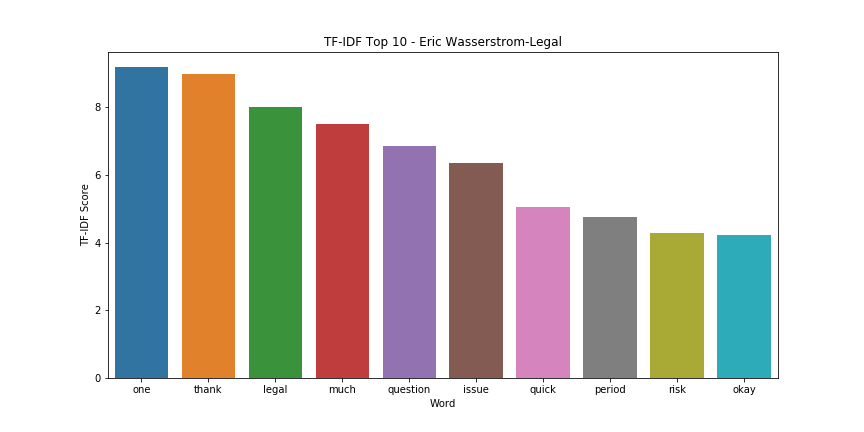 TF-IDF Top 10 - Eric Wasserstrom-Legal
TF-IDF Score
8
6
4
2
0
one thank legal much question issue quick period risk okay
Word